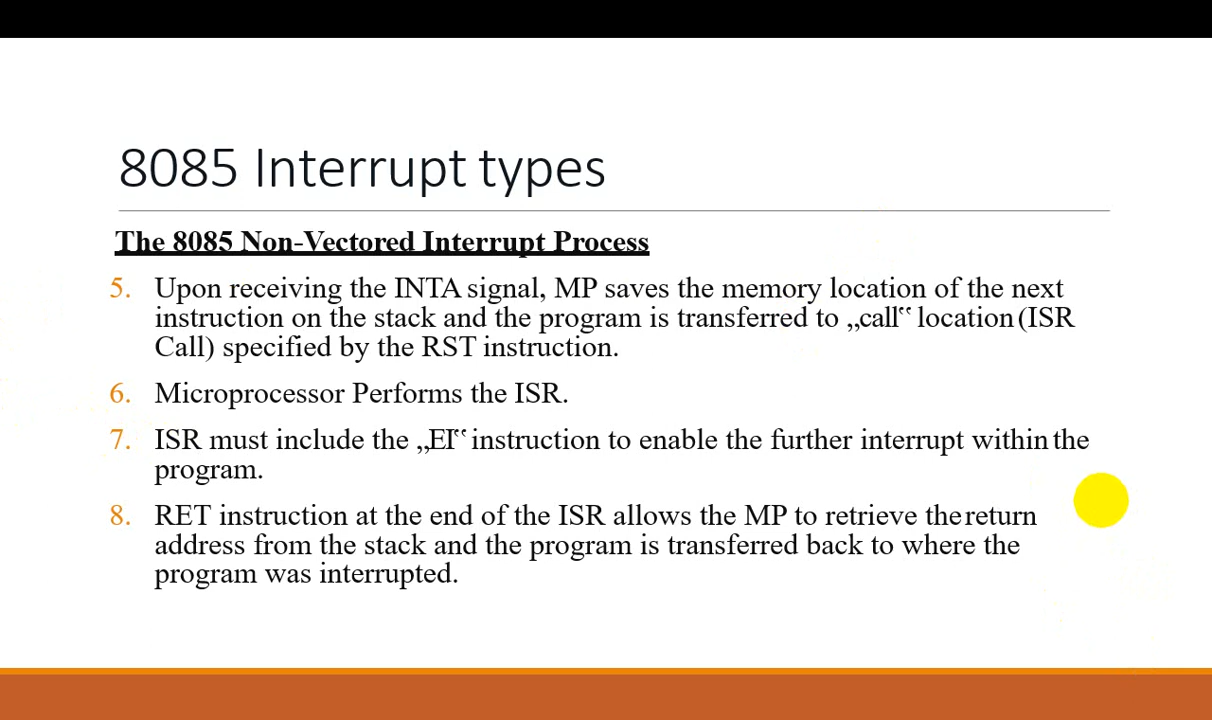 8085 Interrupt types
The 8085 Non-Vectored Interrupt Process
5. Upon receiving the INTA signal, MP saves the memory location of the next
instruction on the stack and the program is transferred to „call‟ location (ISR
Call) specified by the RST instruction.
6. Microprocessor Performs the ISR.
7. ISR must include the „EI‟ instruction to enable the further interrupt within the
program.
8. RET instruction at the end of the ISR allows the MP to retrieve the return
address from the stack and the program is transferred back to where the
program was interrupted.